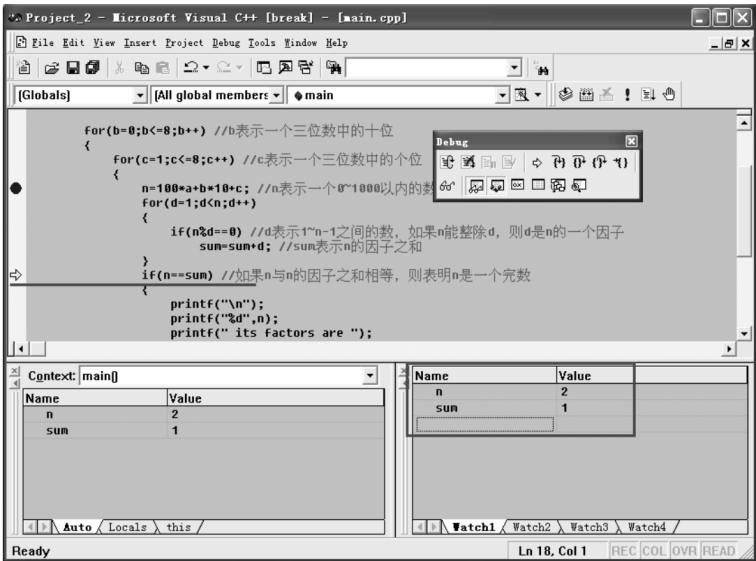 Project_2 - Microsoft Visual C++ [break] - [main.cpp]
File Edit View Insert Project Debug Tools Window Help
(Globals) (All global members main
for(b=0;b<=8;b++) //b表示一个三位数中的十位
{
for(c=1;c<=8;c++) //c表示一个三位数中的个位
{
n=100*a+b*10+c; //n表示一个0~1000以内的数
for(d=1;d<n;d++)
{
if(n%d==0) //d表示1~n-1之间的数，如果n能整除d，则d是n的一个因子
sum=sum+d; //sum表示n的因子之和
}
if(n==sum) //如果n与n的因子之和相等，则表明n是一个完数
{
printf("\n");
printf("%d",n);
printf(" its factors are ");
Debug
Context: main()
Name Value
n 2
sum 1
Auto Locals this
Name Value
n 2
sum 1
Watch1 Watch2 Watch3 Watch4
Ready Ln 18, Col 1 REC COL OVR READ